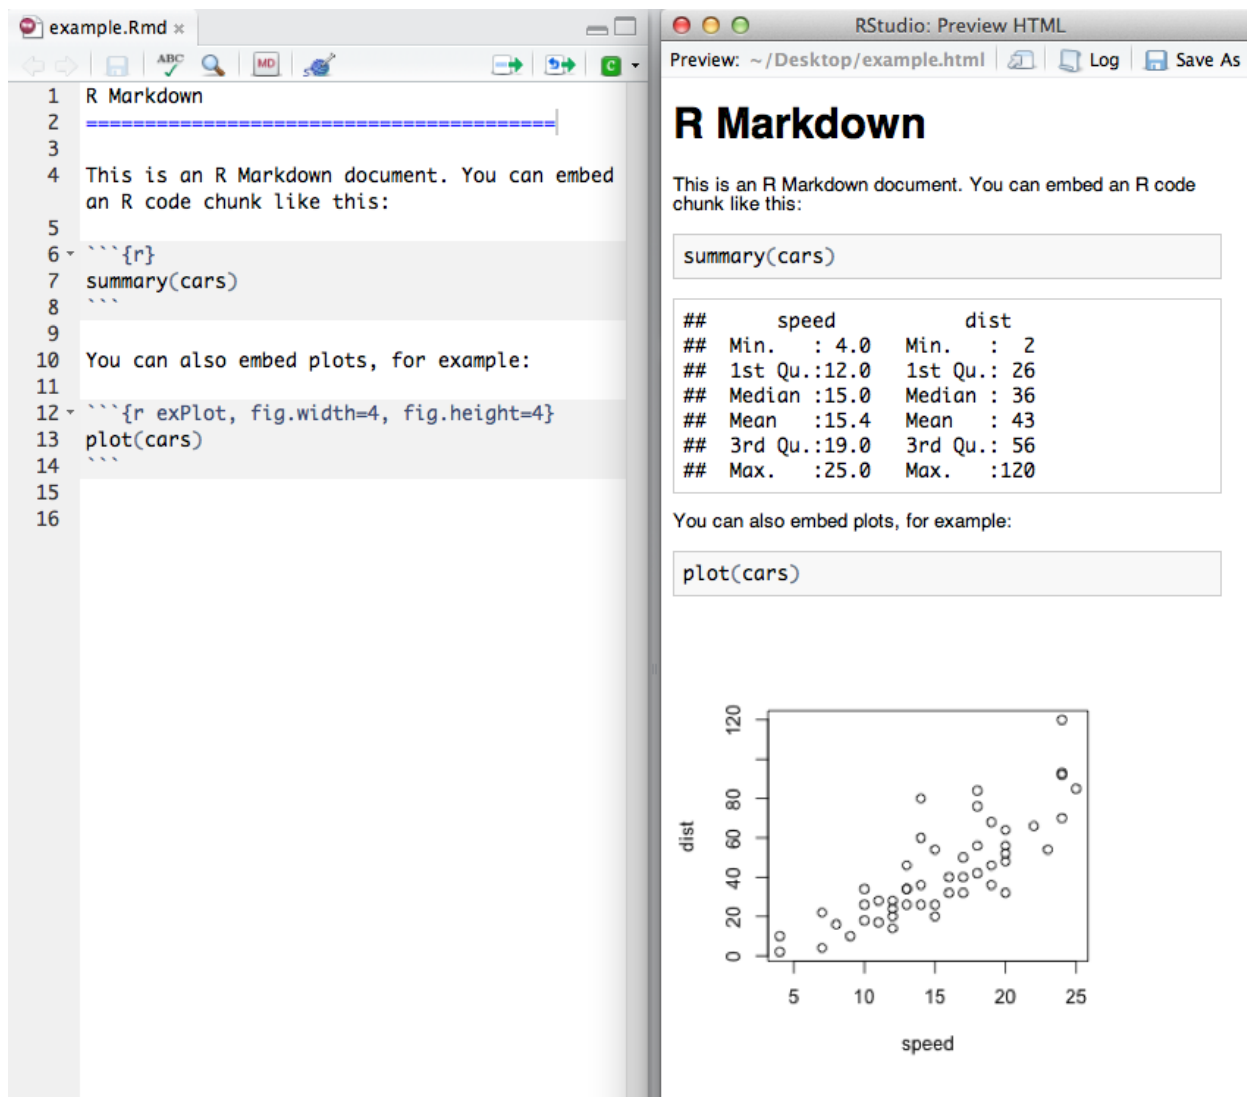 example.Rmd ×
ABC
MD
C
1 R Markdown
2 ========================================
3
4 This is an R Markdown document. You can embed
an R code chunk like this:
5
6 ```{r}
7 summary(cars)
8 ```
9
10 You can also embed plots, for example:
11
12 ```{r exPlot, fig.width=4, fig.height=4}
13 plot(cars)
14 ```
15
16
RStudio: Preview HTML
Preview: ~/Desktop/example.html Log Save As
R Markdown
This is an R Markdown document. You can embed an R code
chunk like this:
summary(cars)
##      speed           dist
##  Min.   : 4.0   Min.   :  2
##  1st Qu.:12.0   1st Qu.: 26
##  Median :15.0   Median : 36
##  Mean   :15.4   Mean   : 43
##  3rd Qu.:19.0   3rd Qu.: 56
##  Max.   :25.0   Max.   :120
You can also embed plots, for example:
plot(cars)
120
80
60
40
20
0
dist
5 10 15 20 25
speed